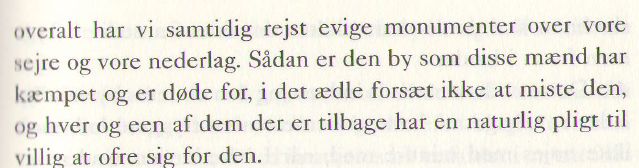 overalt har vi samtidig rejst evige monumenter over vore
sejre og vore nederlag. Sådan er den by som disse mænd har
kæmpet og er døde for, i det ædle forsæt ikke at miste den,
og hver og een af dem der er tilbage har en naturlig pligt til
villig at ofre sig for den.